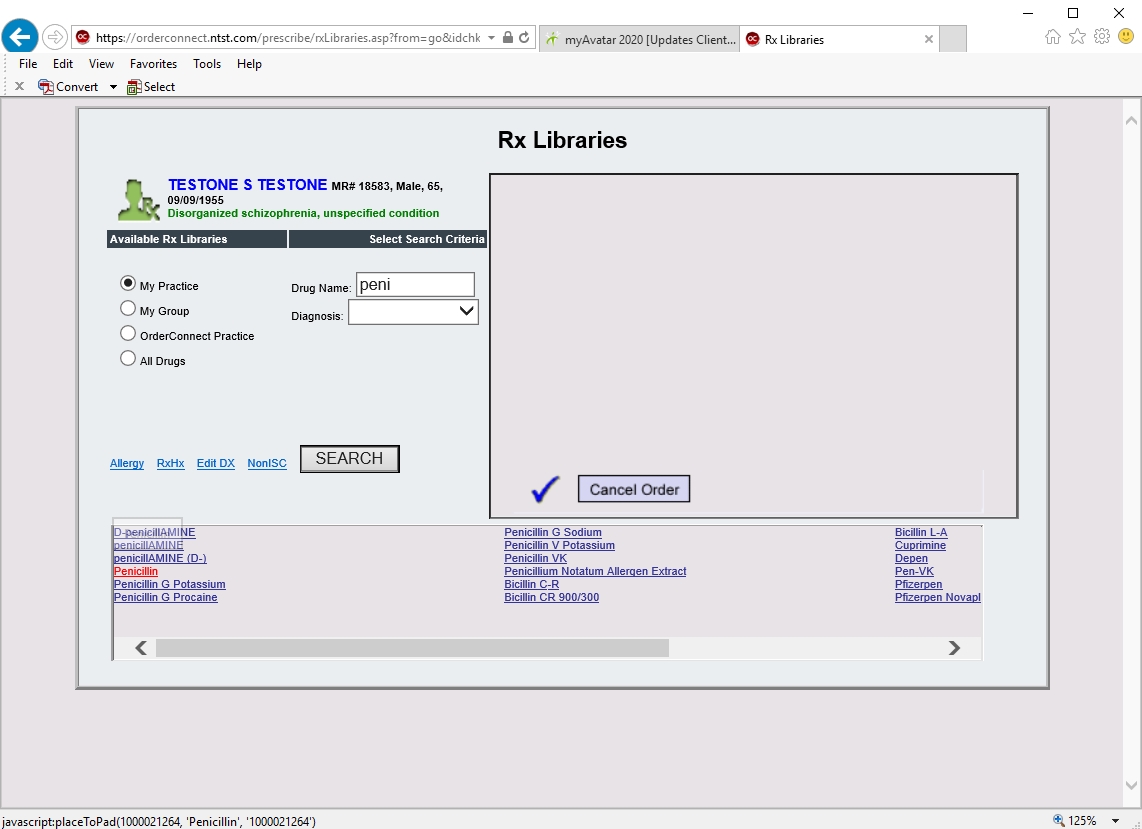 https://orderconnect.ntst.com/prescribe/rxLibraries.asp?from=go&idchk
myAvatar 2020 [Updates Client...
Rx Libraries
File Edit View Favorites Tools Help
Convert Select
Rx Libraries
TESTONE S TESTONE MR# 18583, Male, 65,
09/09/1955
Disorganized schizophrenia, unspecified condition
Available Rx Libraries
Select Search Criteria
My Practice
Drug Name: peni
My Group
Diagnosis:
OrderConnect Practice
All Drugs
Allergy RxHx Edit DX NonISC SEARCH
Cancel Order
D-penicillAMINE
penicillAMINE
penicillAMINE (D-)
Penicillin
Penicillin G Potassium
Penicillin G Procaine
Penicillin G Sodium
Penicillin V Potassium
Penicillin VK
Penicillium Notatum Allergen Extract
Bicillin C-R
Bicillin CR 900/300
Bicillin L-A
Cuprimine
Depen
Pen-VK
Pfizerpen
Pfizerpen Novapl
javascript:placeToPad(1000021264, 'Penicillin', '1000021264')
125%